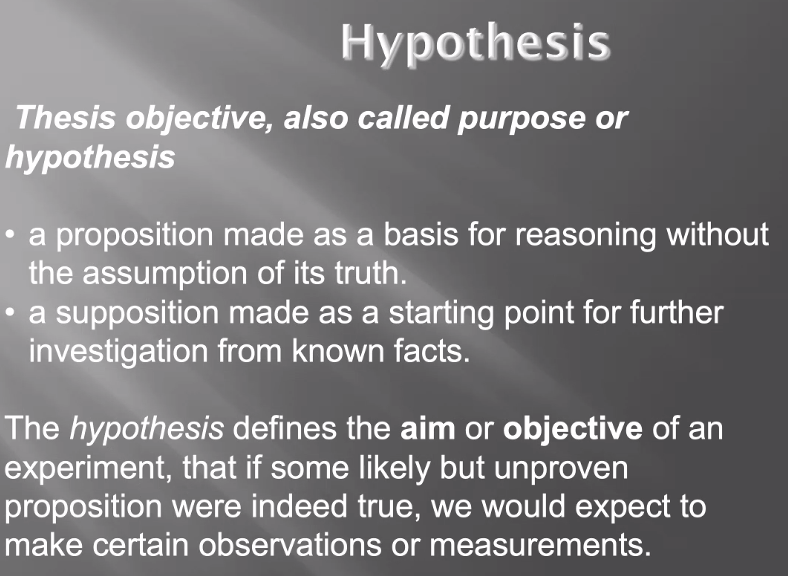 Hypothesis
Thesis objective, also called purpose or
hypothesis
• a proposition made as a basis for reasoning without
the assumption of its truth.
• a supposition made as a starting point for further
investigation from known facts.
The hypothesis defines the aim or objective of an
experiment, that if some likely but unproven
proposition were indeed true, we would expect to
make certain observations or measurements.